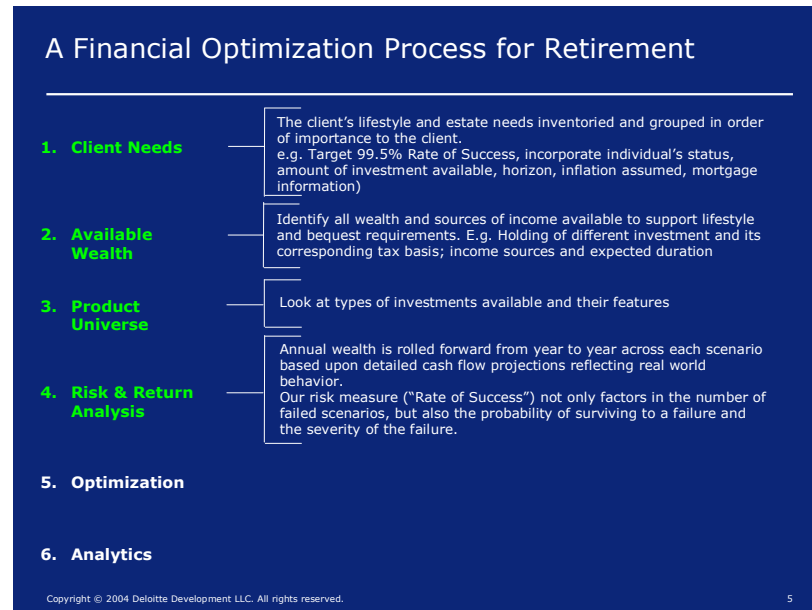 A Financial Optimization Process for Retirement
1. Client Needs
The client's lifestyle and estate needs inventoried and grouped in order
of importance to the client.
e.g. Target 99.5% Rate of Success, incorporate individual's status,
amount of investment available, horizon, inflation assumed, mortgage
information)
2. Available
Wealth
Identify all wealth and sources of income available to support lifestyle
and bequest requirements. E.g. Holding of different investment and its
corresponding tax basis; income sources and expected duration
3. Product
Universe
Look at types of investments available and their features
4. Risk & Return
Analysis
Annual wealth is rolled forward from year to year across each scenario
based upon detailed cash flow projections reflecting real world
behavior.
Our risk measure ("Rate of Success") not only factors in the number of
failed scenarios, but also the probability of surviving to a failure and
the severity of the failure.
5. Optimization
6. Analytics
Copyright © 2004 Deloitte Development LLC. All rights reserved.
5